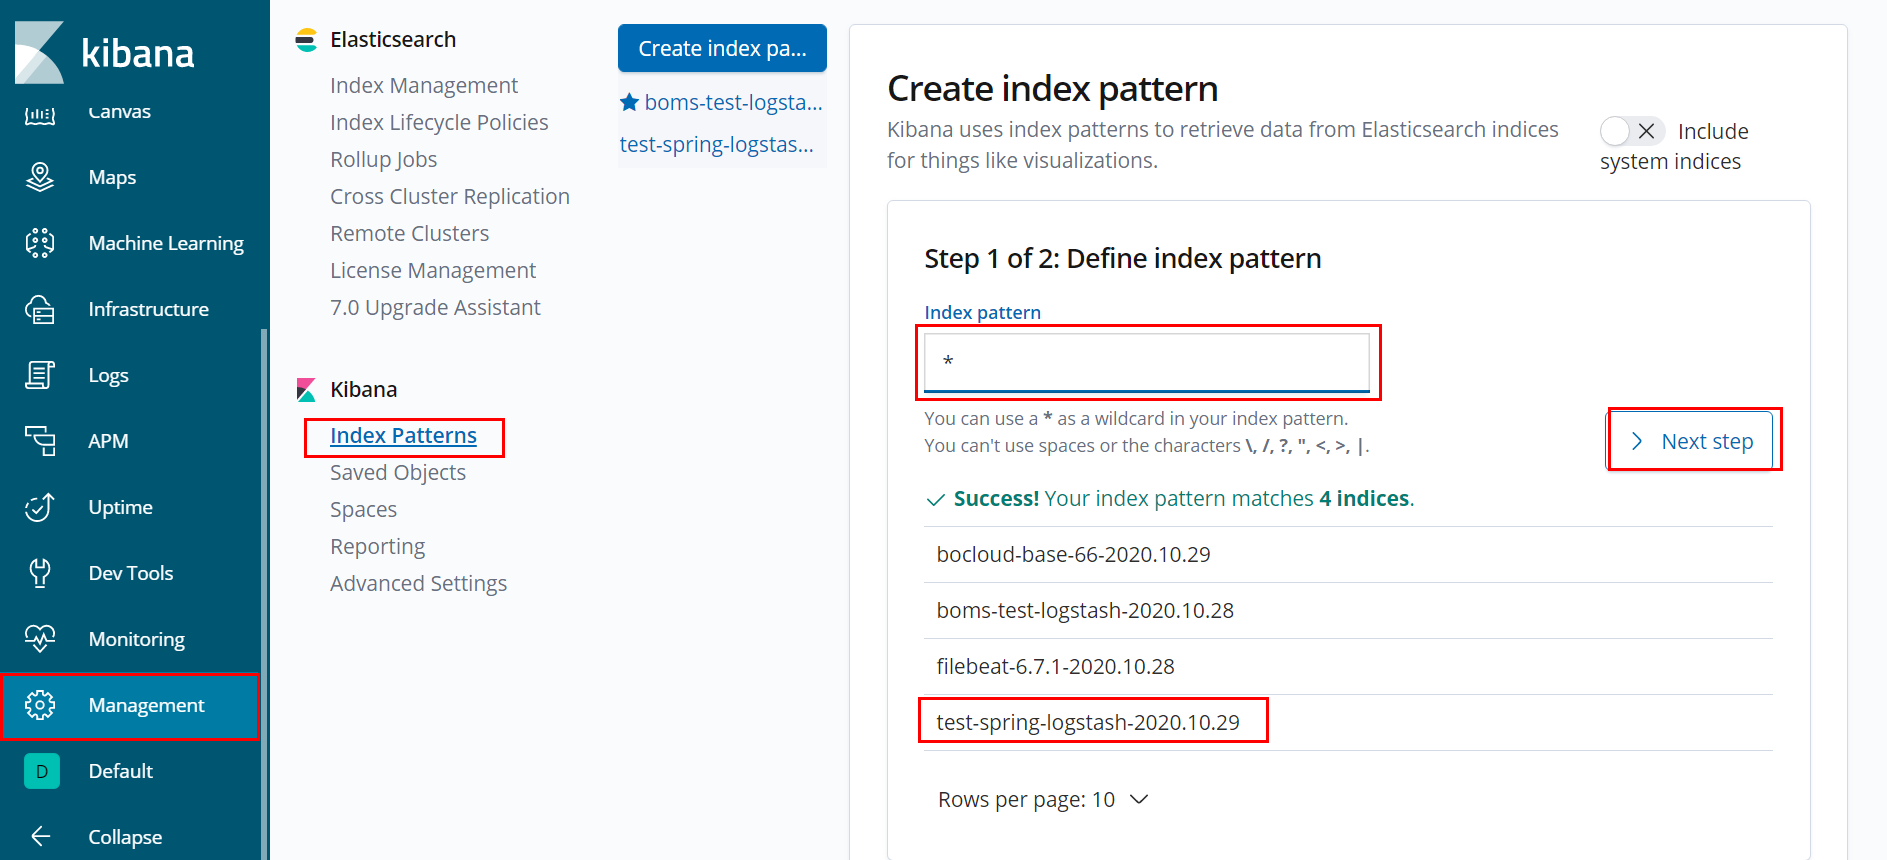 kibana
Canvas
Maps
Machine Learning
Infrastructure
Logs
APM
Uptime
Dev Tools
Monitoring
Management
D Default
Collapse
Elasticsearch
Index Management
Index Lifecycle Policies
Rollup Jobs
Cross Cluster Replication
Remote Clusters
License Management
7.0 Upgrade Assistant
Kibana
Index Patterns
Saved Objects
Spaces
Reporting
Advanced Settings
Create index pa...
boms-test-logsta...
test-spring-logstas...
Create index pattern
Kibana uses index patterns to retrieve data from Elasticsearch indices
for things like visualizations.
Include
system indices
Step 1 of 2: Define index pattern
Index pattern
*
You can use a * as a wildcard in your index pattern.
You can't use spaces or the characters \, /, ?, ", <, >, |.
Next step
Success! Your index pattern matches 4 indices.
bocloud-base-66-2020.10.29
boms-test-logstash-2020.10.28
filebeat-6.7.1-2020.10.28
test-spring-logstash-2020.10.29
Rows per page: 10